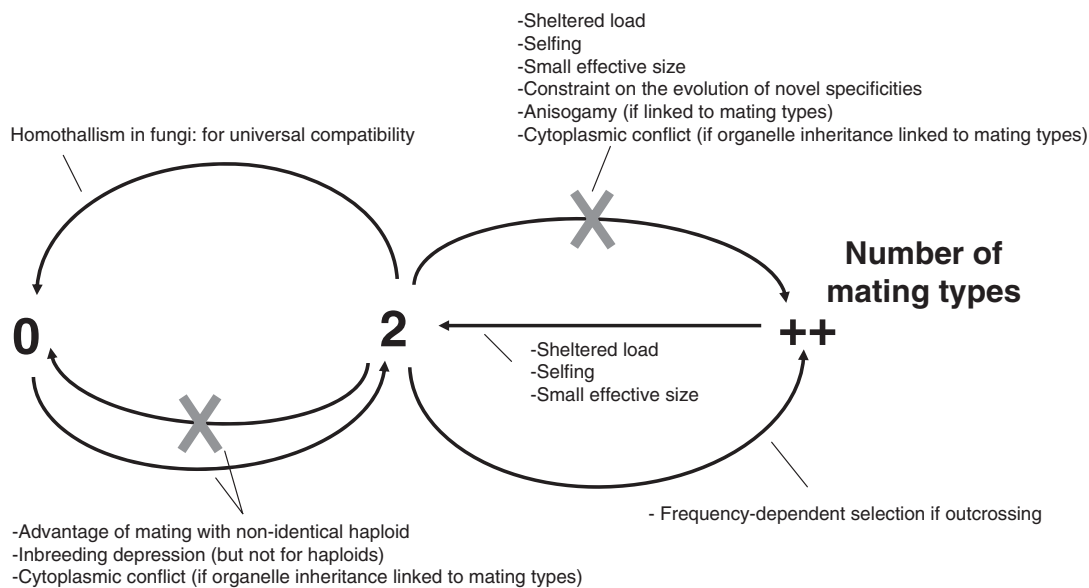 -Sheltered load
-Selfing
-Small effective size
-Constraint on the evolution of novel specificities
-Anisogamy (if linked to mating types)
-Cytoplasmic conflict (if organelle inheritance linked to mating types)
Homothallism in fungi: for universal compatibility
Number of
mating types
0
2
++
-Sheltered load
-Selfing
-Small effective size
- Frequency-dependent selection if outcrossing
-Advantage of mating with non-identical haploid
-Inbreeding depression (but not for haploids)
-Cytoplasmic conflict (if organelle inheritance linked to mating types)